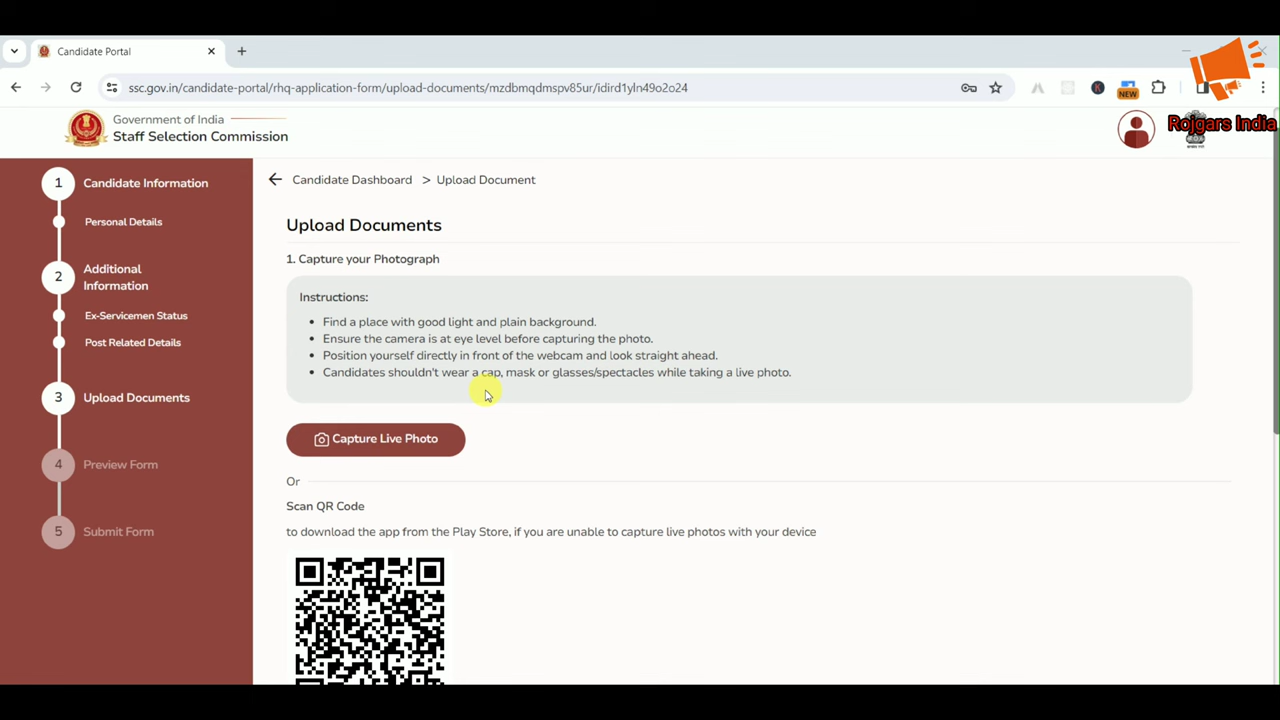 Candidate Portal
ssc.gov.in/candidate-portal/rhq-application-form/upload-documents/mzdbmqdmspv85ur/idird1yln49o2o24
NEW
Rojgars India
Government of India
Staff Selection Commission
1 Candidate Information
Personal Details
2 Additional
Information
Ex-Servicemen Status
Post Related Details
3 Upload Documents
4 Preview Form
5 Submit Form
Candidate Dashboard > Upload Document
Upload Documents
1. Capture your Photograph
Instructions:
• Find a place with good light and plain background.
• Ensure the camera is at eye level before capturing the photo.
• Position yourself directly in front of the webcam and look straight ahead.
• Candidates shouldn't wear a cap, mask or glasses/spectacles while taking a live photo.
Capture Live Photo
Or
Scan QR Code
to download the app from the Play Store, if you are unable to capture live photos with your device